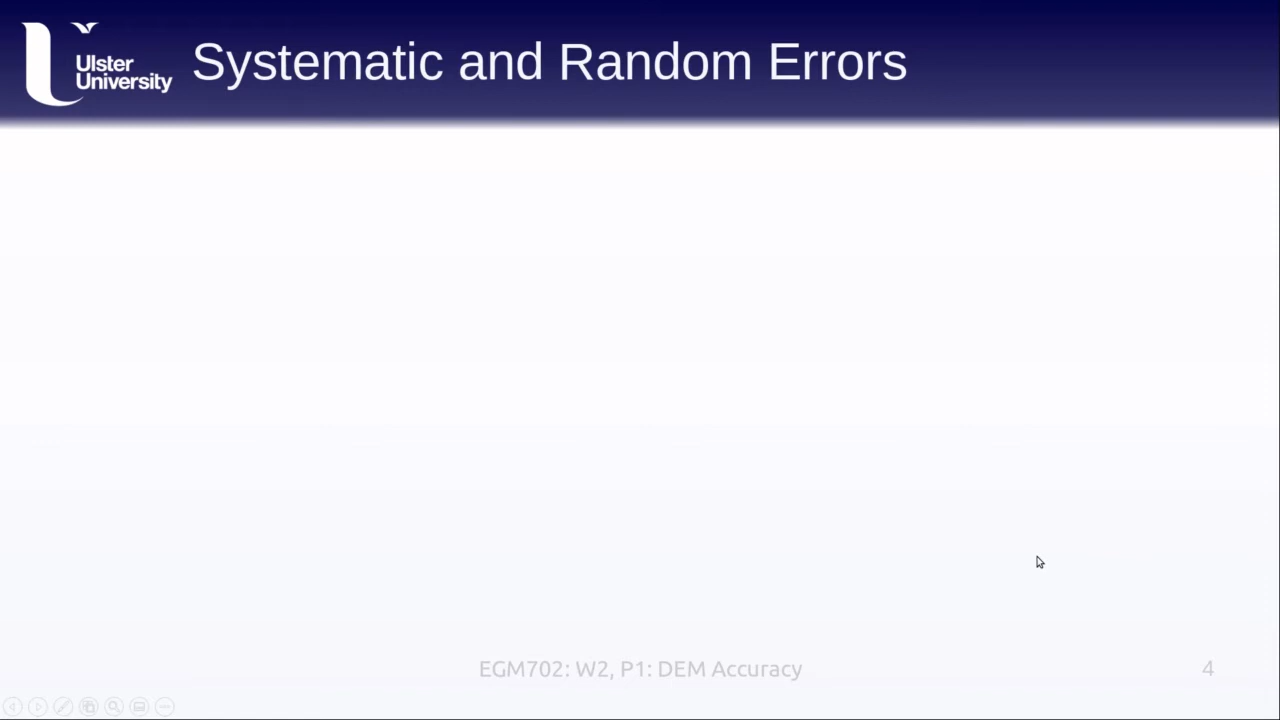 Ulster
University
Systematic and Random Errors
EGM702: W2, P1: DEM Accuracy
4